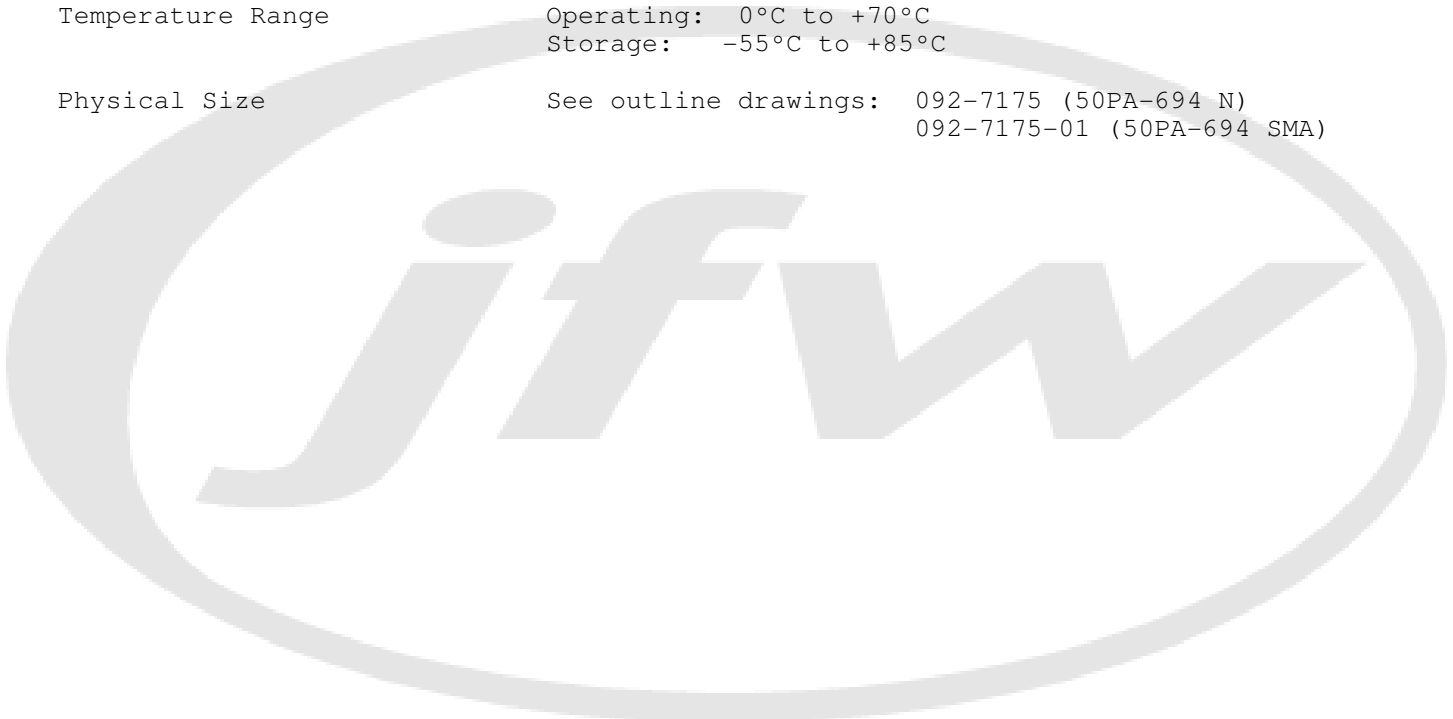 Temperature Range Operating: 0°C to +70°C
Storage: -55°C to +85°C
Physical Size See outline drawings: 092-7175 (50PA-694 N)
092-7175-01 (50PA-694 SMA)
jfw